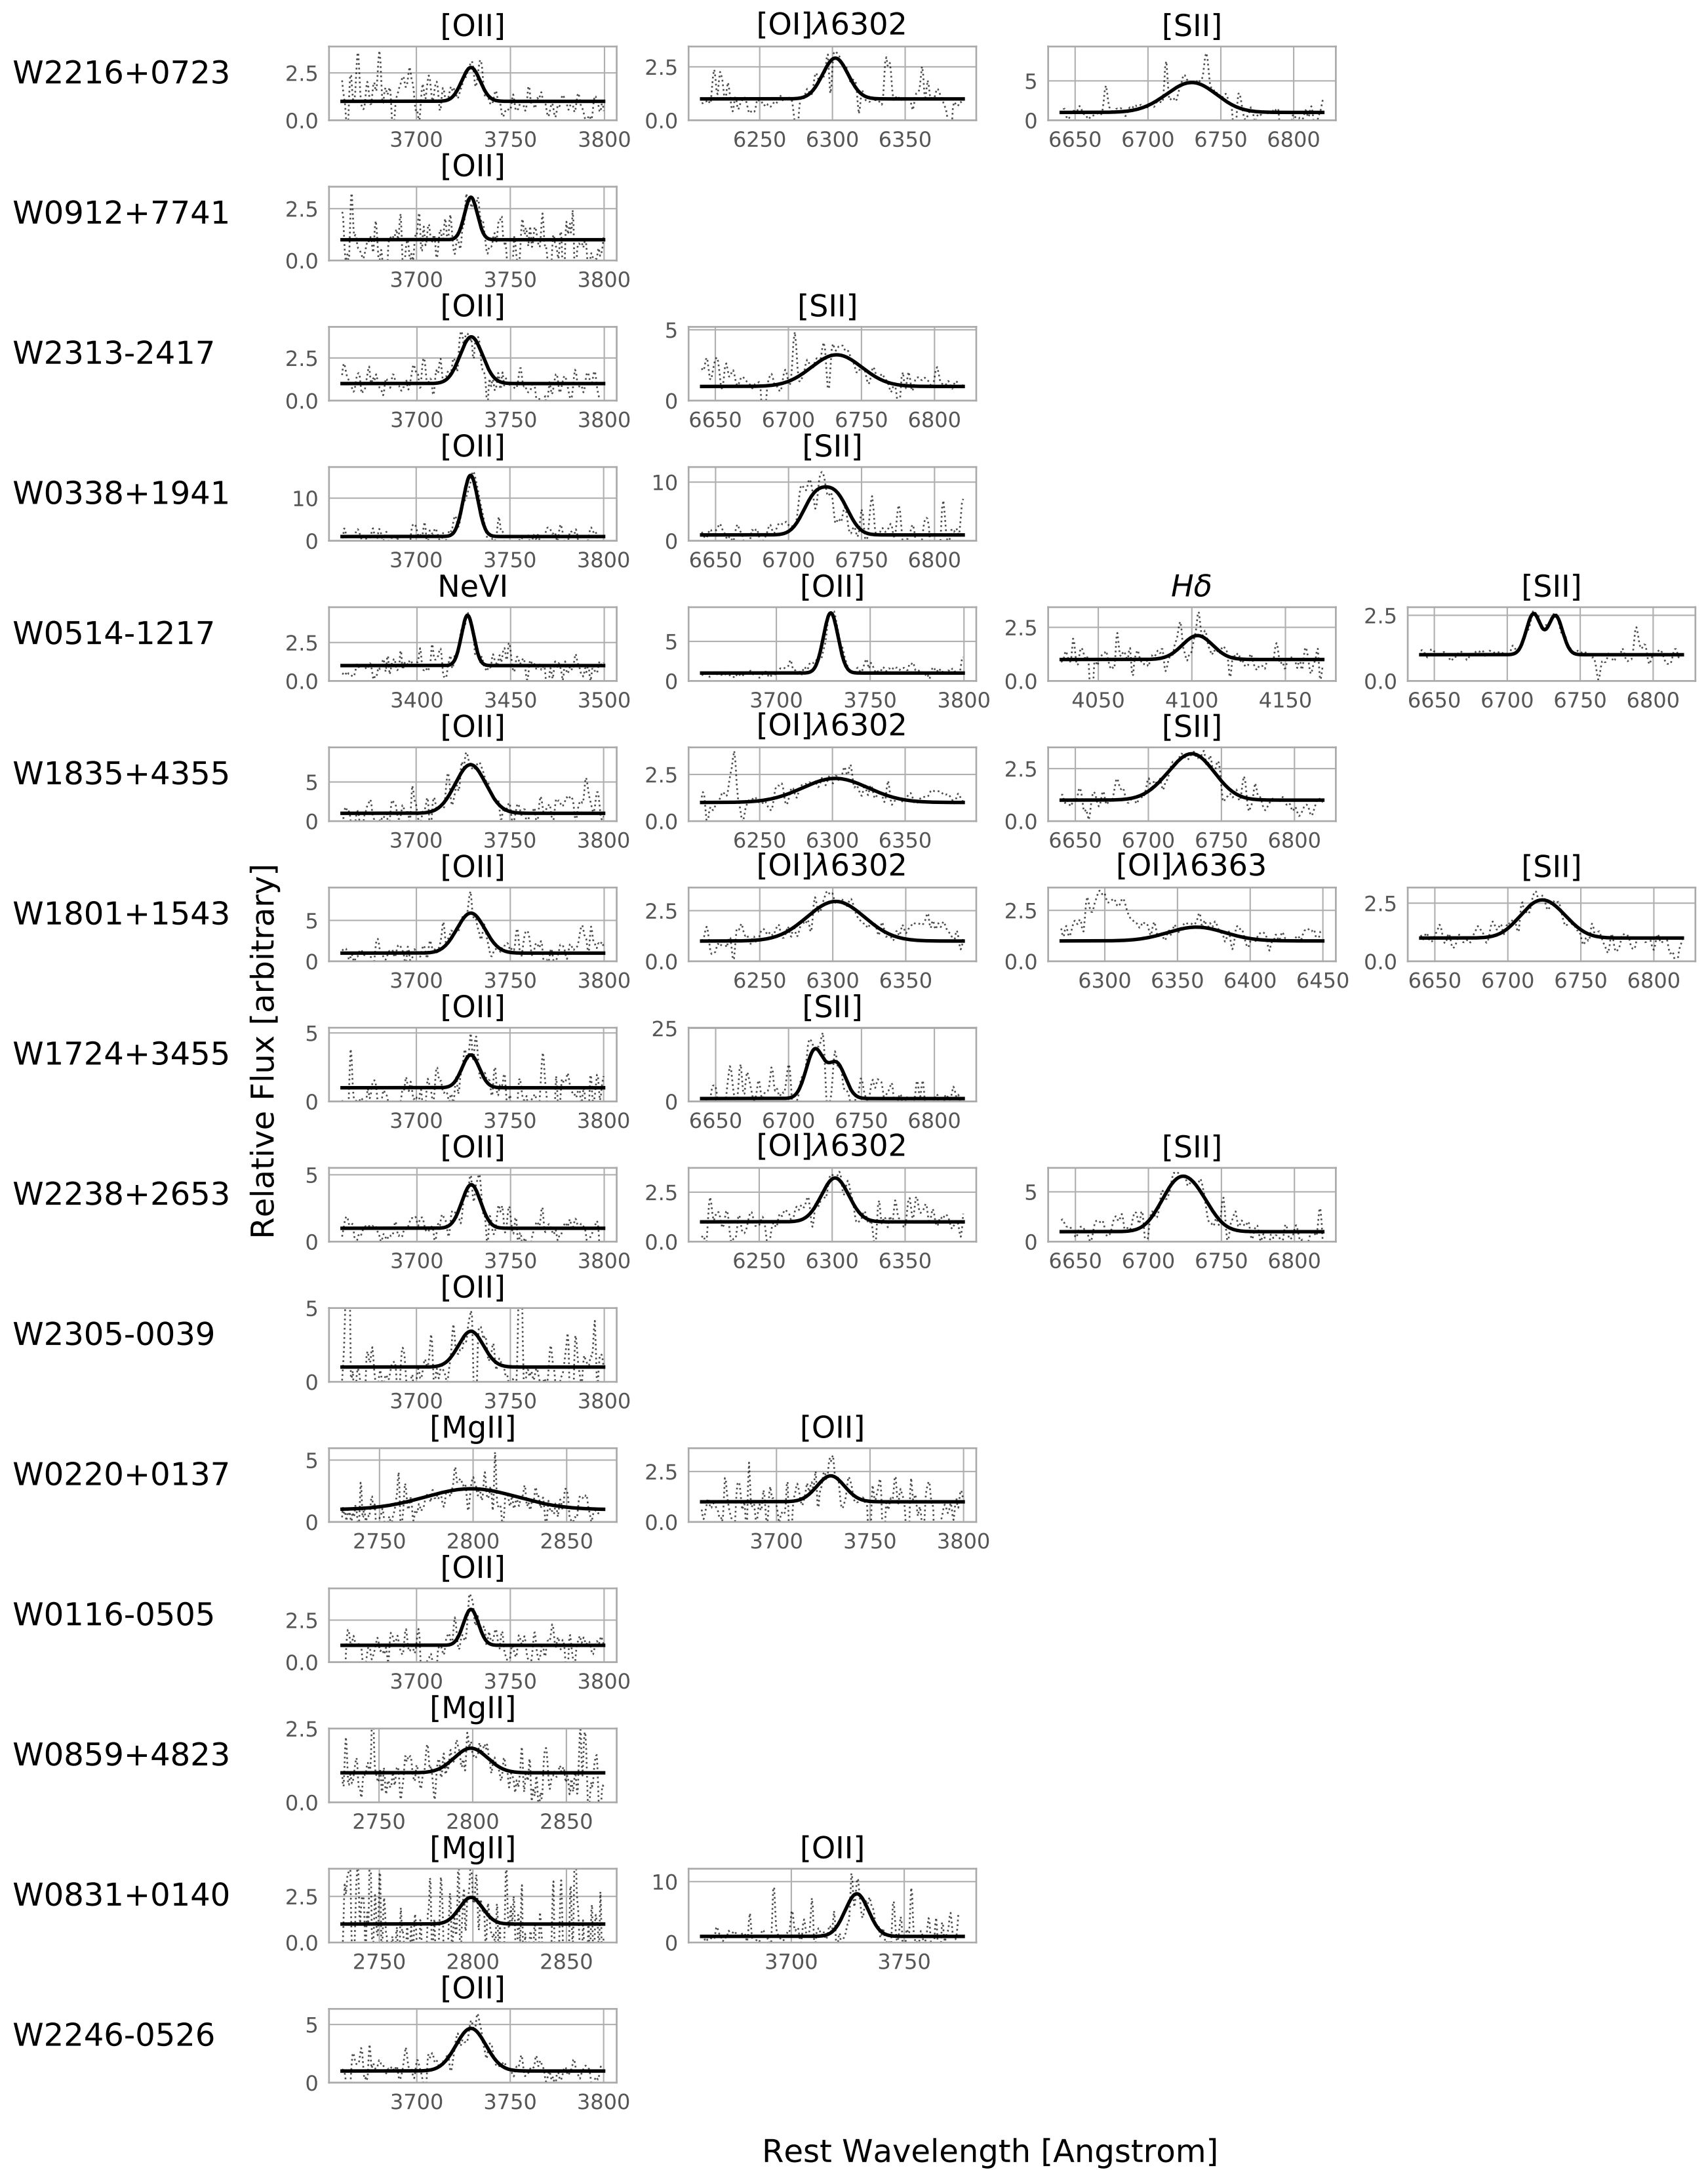 [OII] [OI]λ6302 [SII]
W2216+0723
2.5 2.5 5
0.0 0.0 0
3700 3750 3800 6250 6300 6350 6650 6700 6750 6800
[OII]
W0912+7741
2.5
0.0
3700 3750 3800
[OII] [SII]
W2313-2417
5
2.5
0.0 0
3700 3750 3800 6650 6700 6750 6800
[OII] [SII]
W0338+1941
10 10
0 0
3700 3750 3800 6650 6700 6750 6800
NeVI [OII] Hδ [SII]
W0514-1217
2.5 5 2.5 2.5
0.0 0 0.0 0.0
3400 3450 3500 3700 3750 3800 4050 4100 4150 6650 6700 6750 6800
[OII] [OI]λ6302 [SII]
W1835+4355
5 2.5 2.5
0 0.0 0.0
3700 3750 3800 6250 6300 6350 6650 6700 6750 6800
[OII] [OI]λ6302 [OI]λ6363 [SII]
W1801+1543
5 2.5 2.5 2.5
0 0.0 0.0 0.0
3700 3750 3800 6250 6300 6350 6300 6350 6400 6450 6650 6700 6750 6800
Relative Flux [arbitrary]
[OII] [SII]
W1724+3455
5 25
0 0
3700 3750 3800 6650 6700 6750 6800
[OII] [OI]λ6302 [SII]
W2238+2653
5 2.5 5
0 0.0 0
3700 3750 3800 6250 6300 6350 6650 6700 6750 6800
[OII]
W2305-0039
5
0
3700 3750 3800
[MgII] [OII]
W0220+0137
5 2.5
0 0.0
2750 2800 2850 3700 3750 3800
[OII]
W0116-0505
2.5
0.0
3700 3750 3800
[MgII]
W0859+4823
2.5
0.0
2750 2800 2850
[MgII] [OII]
W0831+0140
2.5 10
0.0 0
2750 2800 2850 3700 3750
[OII]
W2246-0526
5
0
3700 3750 3800
Rest Wavelength [Angstrom]